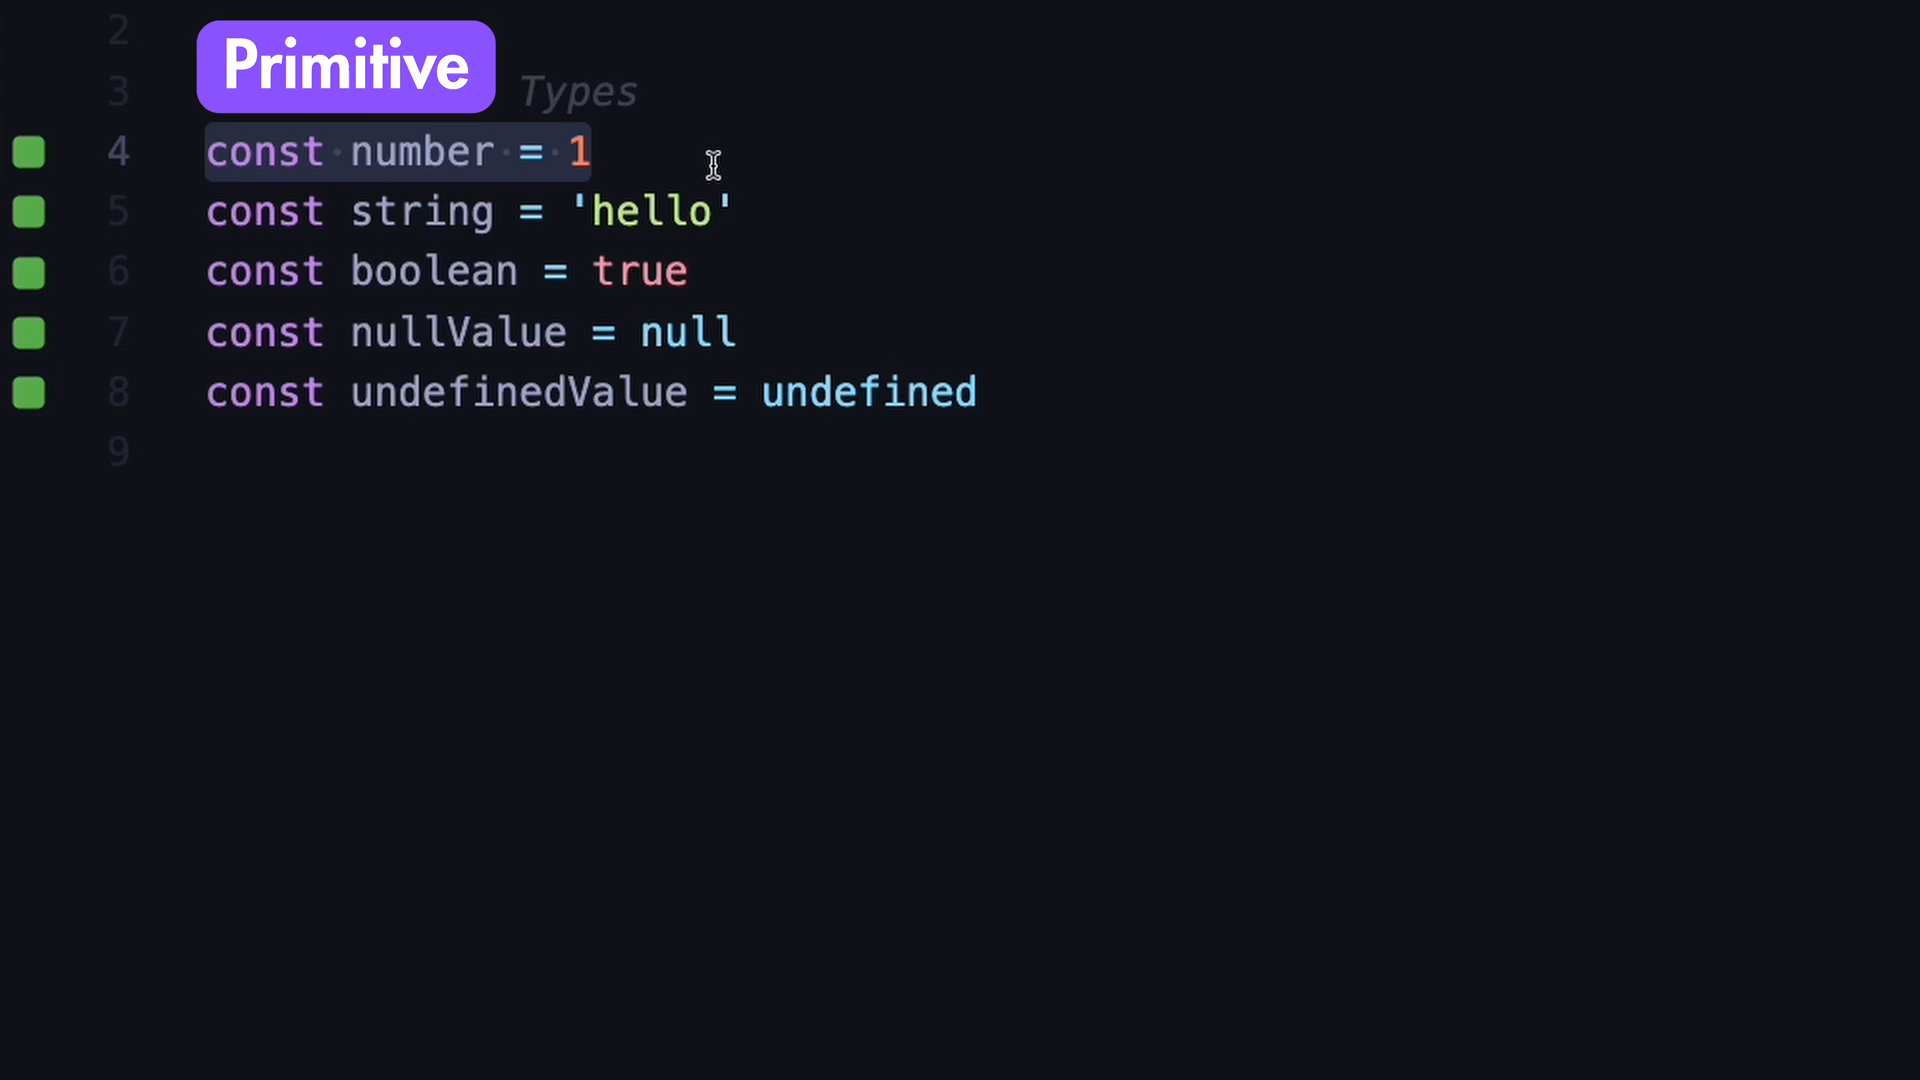 2
3 Primitive Types
4 const number = 1
5 const string = 'hello'
6 const boolean = true
7 const nullValue = null
8 const undefinedValue = undefined
9